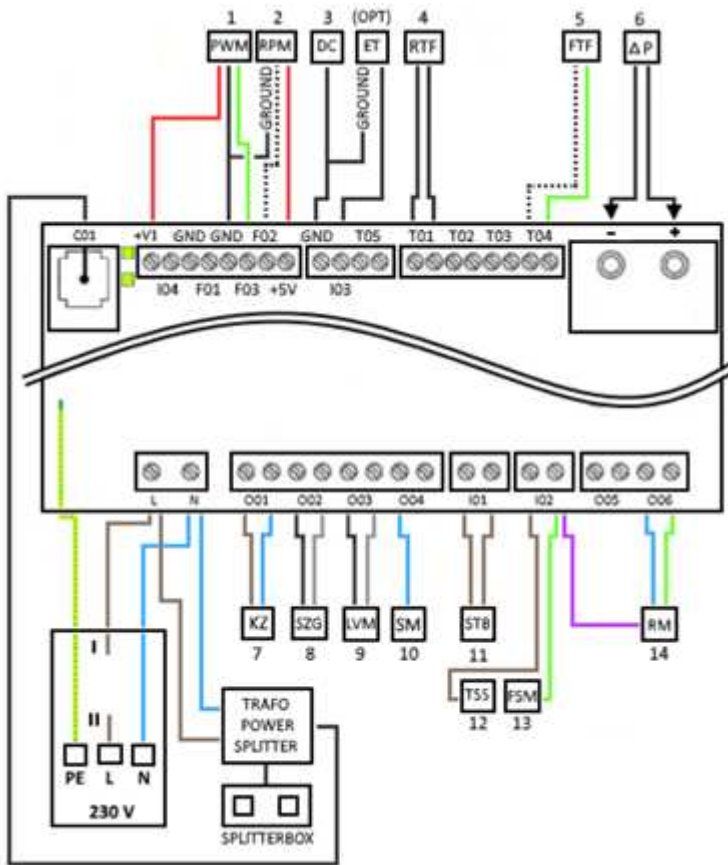 1 2 3 (OPT) 4 5 6
PWM RPM DC ET RTF FTF ΔP
GROUND GROUND
C01 +V1 GND GND F02 GND T05 T01 T02 T03 T04 - +
I04 F01 F03 +5V I03
L N O01 O02 O03 O04 I01 I02 O05 O06
KZ SZG LVM SM STB RM
7 8 9 10 11 14
TSS FSM
12 13
I
II
TRAFO
POWER
SPLITTER
PE L N
230 V
SPLITTERBOX